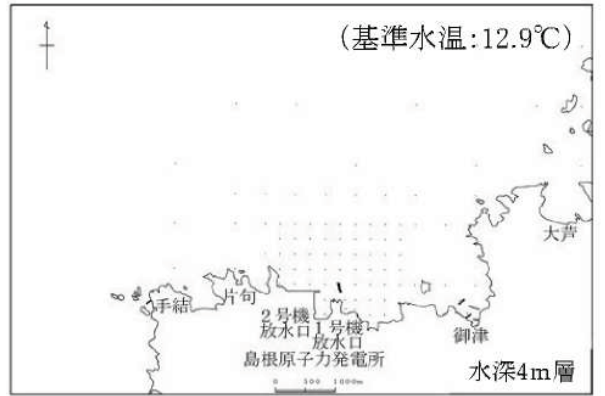 (基準水温:12.9℃)
大芦
手結
片句
2号機
放水口
1号機
放水口
御津
島根原子力発電所
水深4m層
0 500 1000m